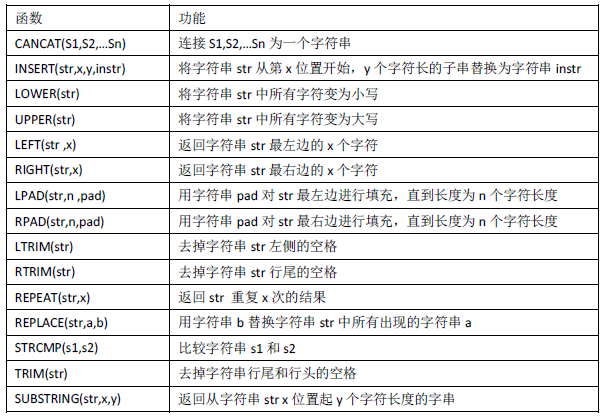 函数 功能
CANCAT(S1,S2,...Sn) 连接 S1,S2,...Sn 为一个字符串
INSERT(str,x,y,instr) 将字符串 str 从第 x 位置开始，y 个字符长的子串替换为字符串 instr
LOWER(str) 将字符串 str 中所有字符变为小写
UPPER(str) 将字符串 str 中所有字符变为大写
LEFT(str ,x) 返回字符串 str 最左边的 x 个字符
RIGHT(str,x) 返回字符串 str 最右边的 x 个字符
LPAD(str,n ,pad) 用字符串 pad 对 str 最左边进行填充，直到长度为 n 个字符长度
RPAD(str,n,pad) 用字符串 pad 对 str 最右边进行填充，直到长度为 n 个字符长度
LTRIM(str) 去掉字符串 str 左侧的空格
RTRIM(str) 去掉字符串 str 行尾的空格
REPEAT(str,x) 返回 str 重复 x 次的结果
REPLACE(str,a,b) 用字符串 b 替换字符串 str 中所有出现的字符串 a
STRCMP(s1,s2) 比较字符串 s1 和 s2
TRIM(str) 去掉字符串行尾和行头的空格
SUBSTRING(str,x,y) 返回从字符串 str x 位置起 y 个字符长度的字串